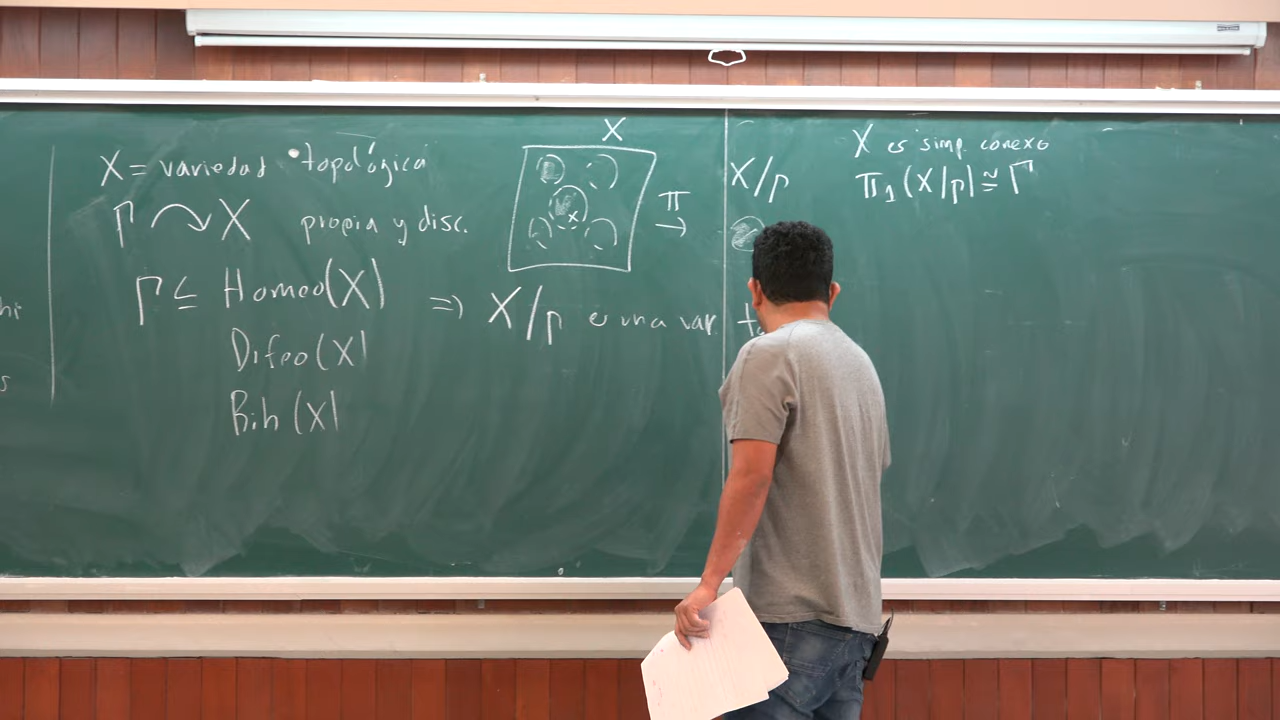 X = variedad topológica
Γ ↷ X propia y disc.
Γ ≤ Homeo(X) ⇒ X/Γ es una var
Difeo(X)
Bih(X)
X
x
π
→
X/Γ
X es simp. conexo
π₁(X/Γ) ≅ Γ